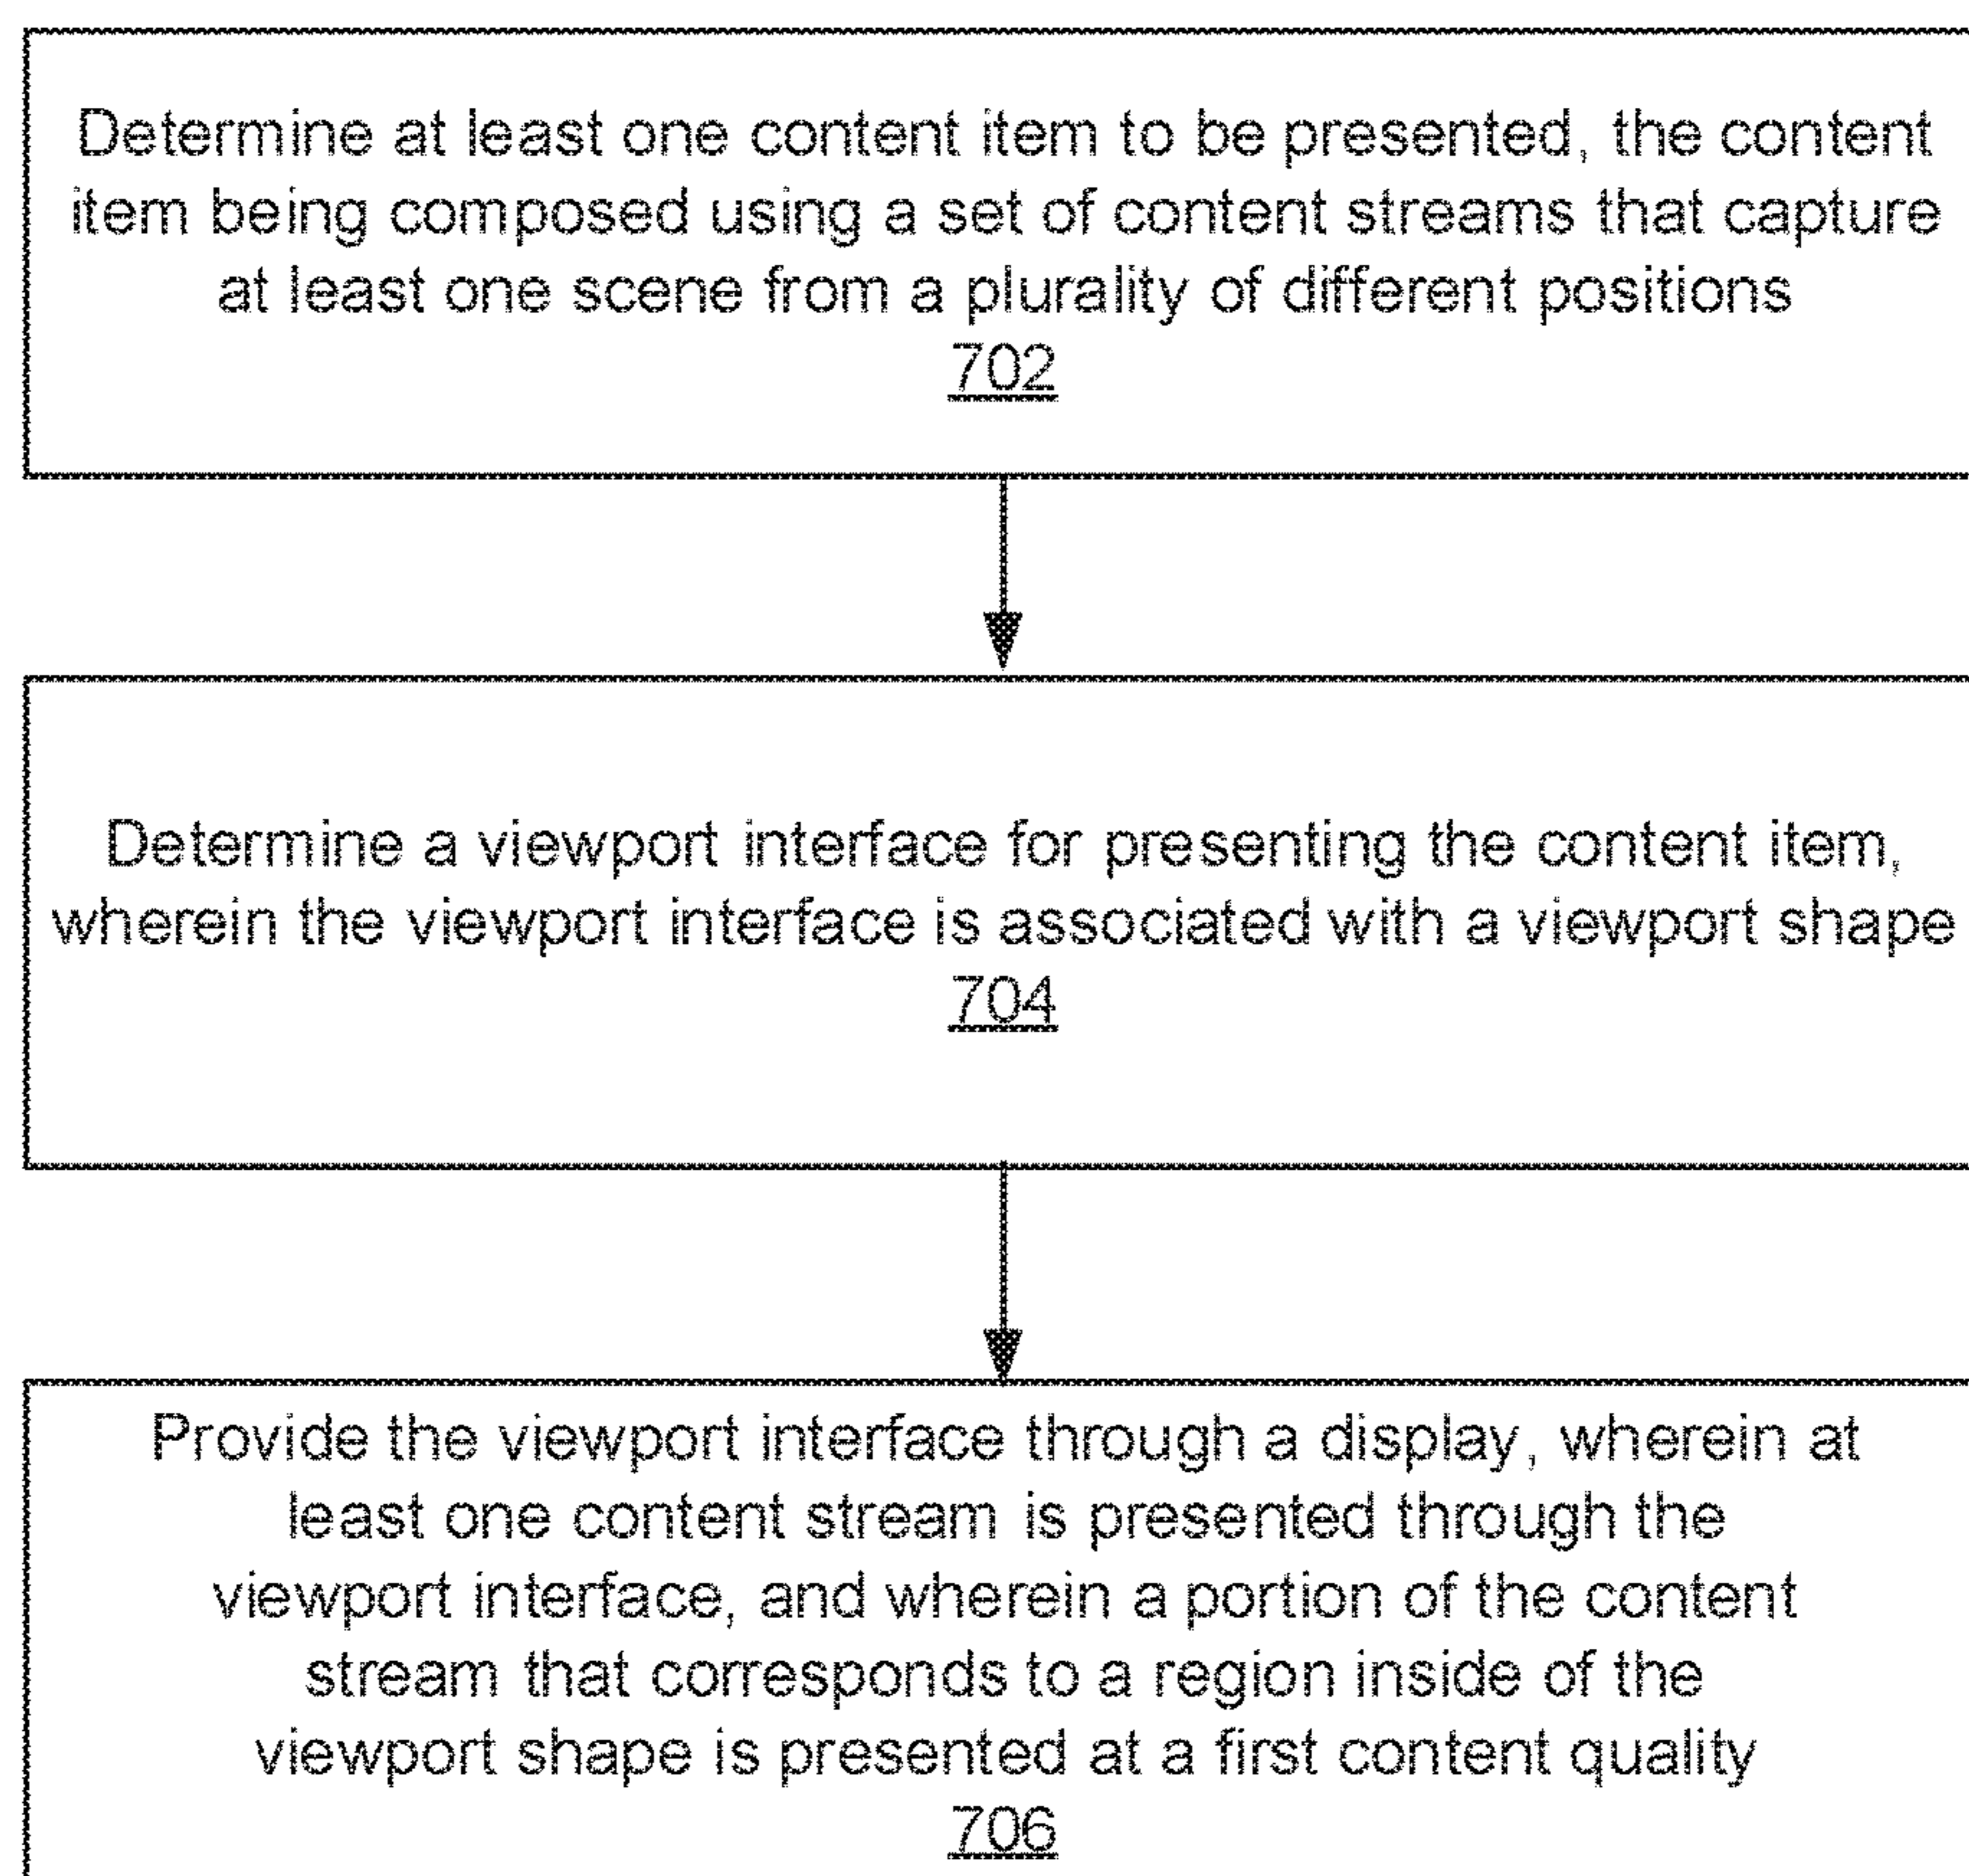 Determine at least one content item to be presented, the content
item being composed using a set of content streams that capture
at least one scene from a plurality of different positions
702
Determine a viewport interface for presenting the content item,
wherein the viewport interface is associated with a viewport shape
704
Provide the viewport interface through a display, wherein at
least one content stream is presented through the
viewport interface, and wherein a portion of the content
stream that corresponds to a region inside of the
viewport shape is presented at a first content quality
706